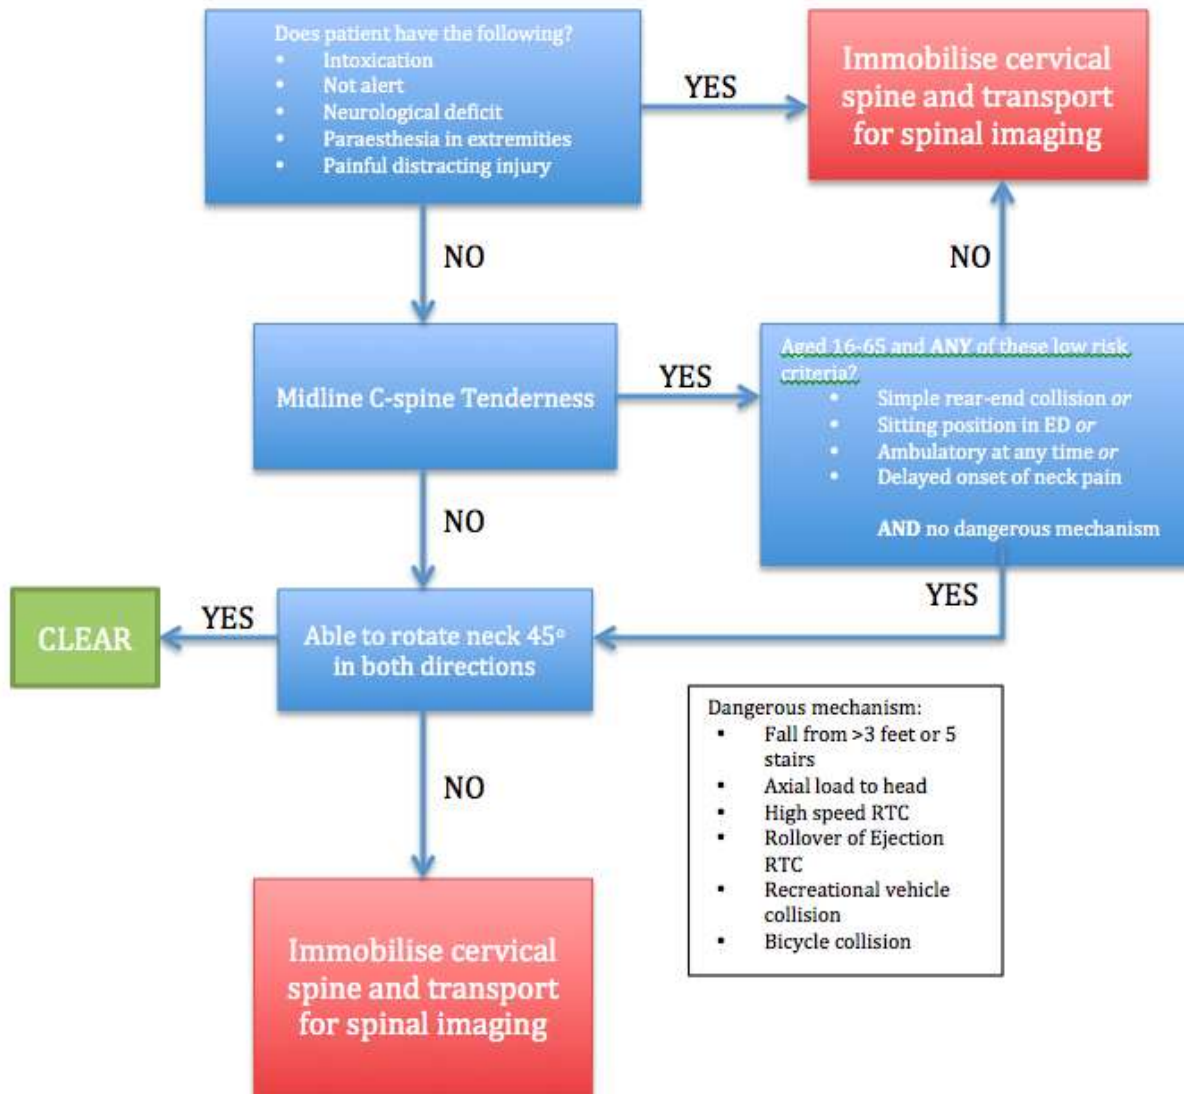 Does patient have the following?
• Intoxication
• Not alert
• Neurological deficit
• Paraesthesia in extremities
• Painful distracting injury
YES
Immobilise cervical
spine and transport
for spinal imaging
NO
NO
Midline C-spine Tenderness
YES
Aged 16-65 and ANY of these low risk
criteria?
• Simple rear-end collision or
• Sitting position in ED or
• Ambulatory at any time or
• Delayed onset of neck pain
AND no dangerous mechanism
NO
YES
CLEAR
YES
Able to rotate neck 45°
in both directions
Dangerous mechanism:
▪ Fall from >3 feet or 5
stairs
▪ Axial load to head
▪ High speed RTC
▪ Rollover of Ejection
RTC
▪ Recreational vehicle
collision
▪ Bicycle collision
NO
Immobilise cervical
spine and transport
for spinal imaging